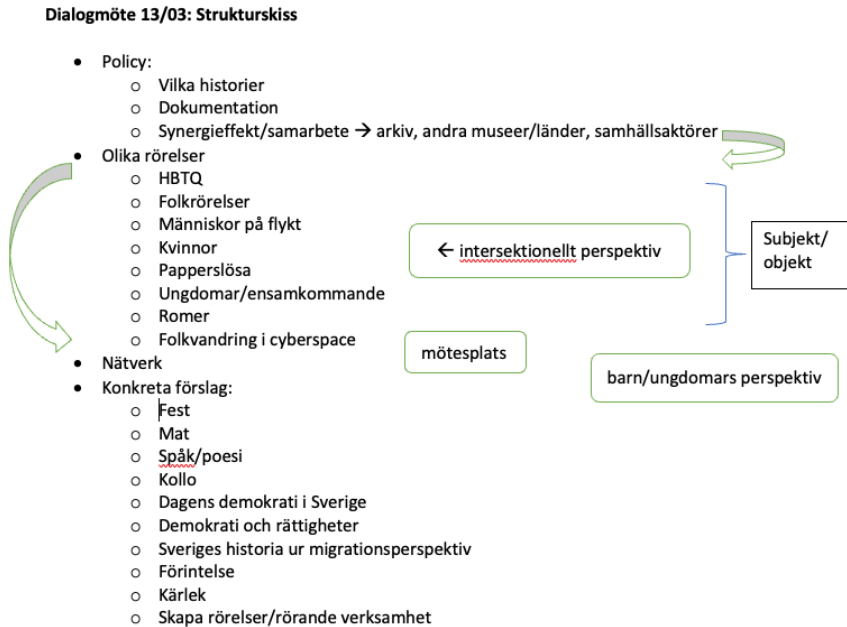 Dialogmöte 13/03: Strukturskiss
• Policy:
o Vilka historier
o Dokumentation
o Synergieffekt/samarbete → arkiv, andra museer/länder, samhällsaktörer
• Olika rörelser
o HBTQ
o Folkrörelser
o Människor på flykt
o Kvinnor
o Papperslösa
o Ungdomar/ensamkommande
o Romer
o Folkvandring i cyberspace
← intersektionellt perspektiv
Subjekt/
objekt
mötesplats
barn/ungdomars perspektiv
• Nätverk
• Konkreta förslag:
o Fest
o Mat
o Spåk/poesi
o Kollo
o Dagens demokrati i Sverige
o Demokrati och rättigheter
o Sveriges historia ur migrationsperspektiv
o Förintelse
o Kärlek
o Skapa rörelser/rörande verksamhet